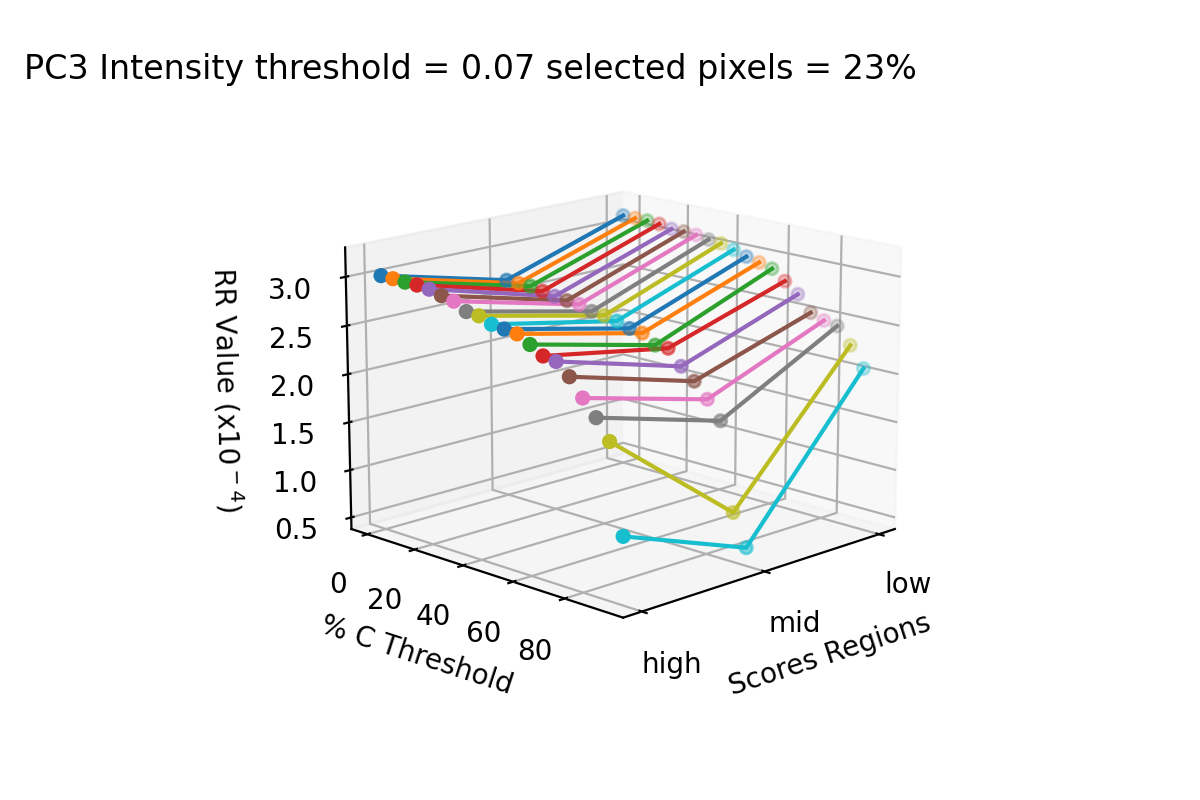 PC3 Intensity threshold = 0.07 selected pixels = 23%
3.0
2.5
2.0
1.5
1.0
0.5
RR Value (x10⁻⁴)
0
20
40
60
80
% C Threshold
high
mid
low
Scores Regions